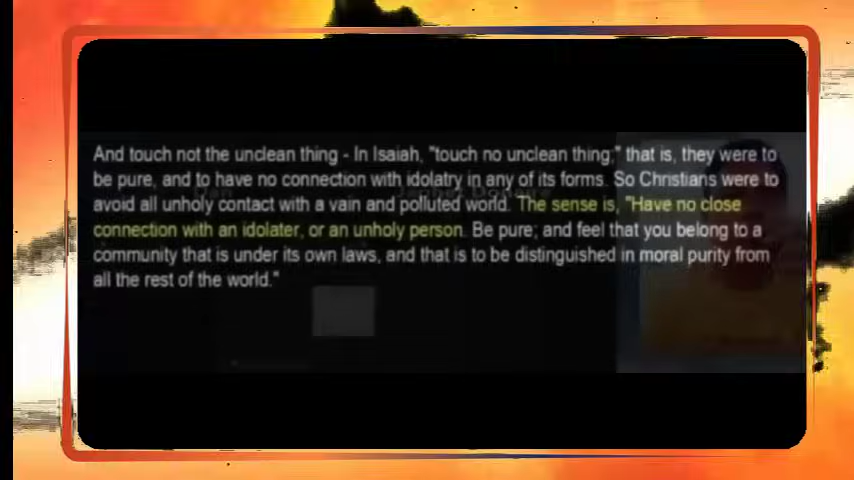 And touch not the unclean thing - In Isaiah, "touch no unclean thing;" that is, they were to
be pure, and to have no connection with idolatry in any of its forms. So Christians were to
avoid all unholy contact with a vain and polluted world. The sense is, "Have no close
connection with an idolater, or an unholy person. Be pure; and feel that you belong to a
community that is under its own laws, and that is to be distinguished in moral purity from
all the rest of the world."